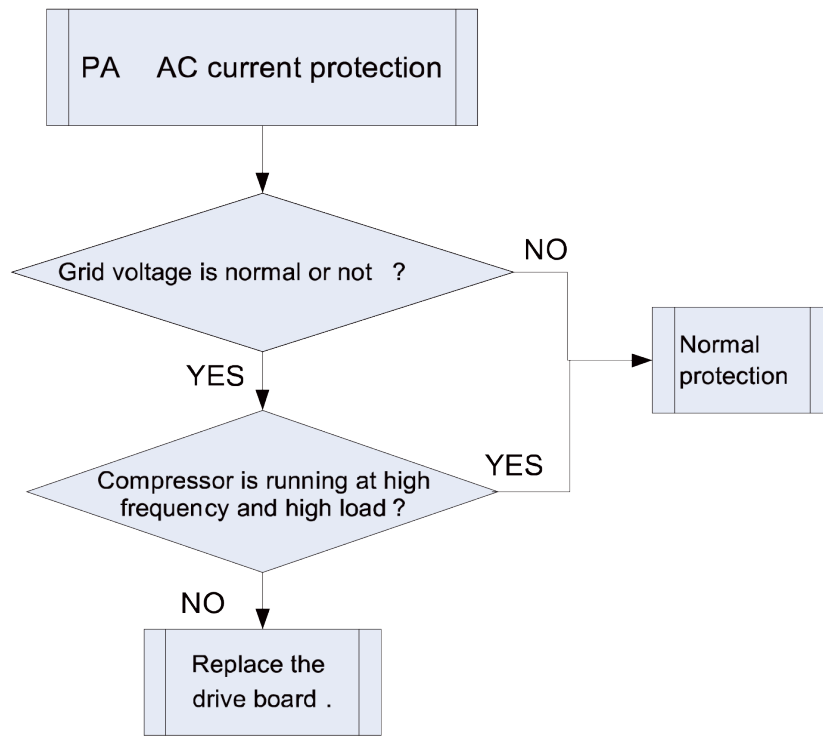 PA AC current protection
Grid voltage is normal or not ?
NO
Normal
protection
YES
Compressor is running at high
frequency and high load ?
YES
NO
Replace the
drive board .